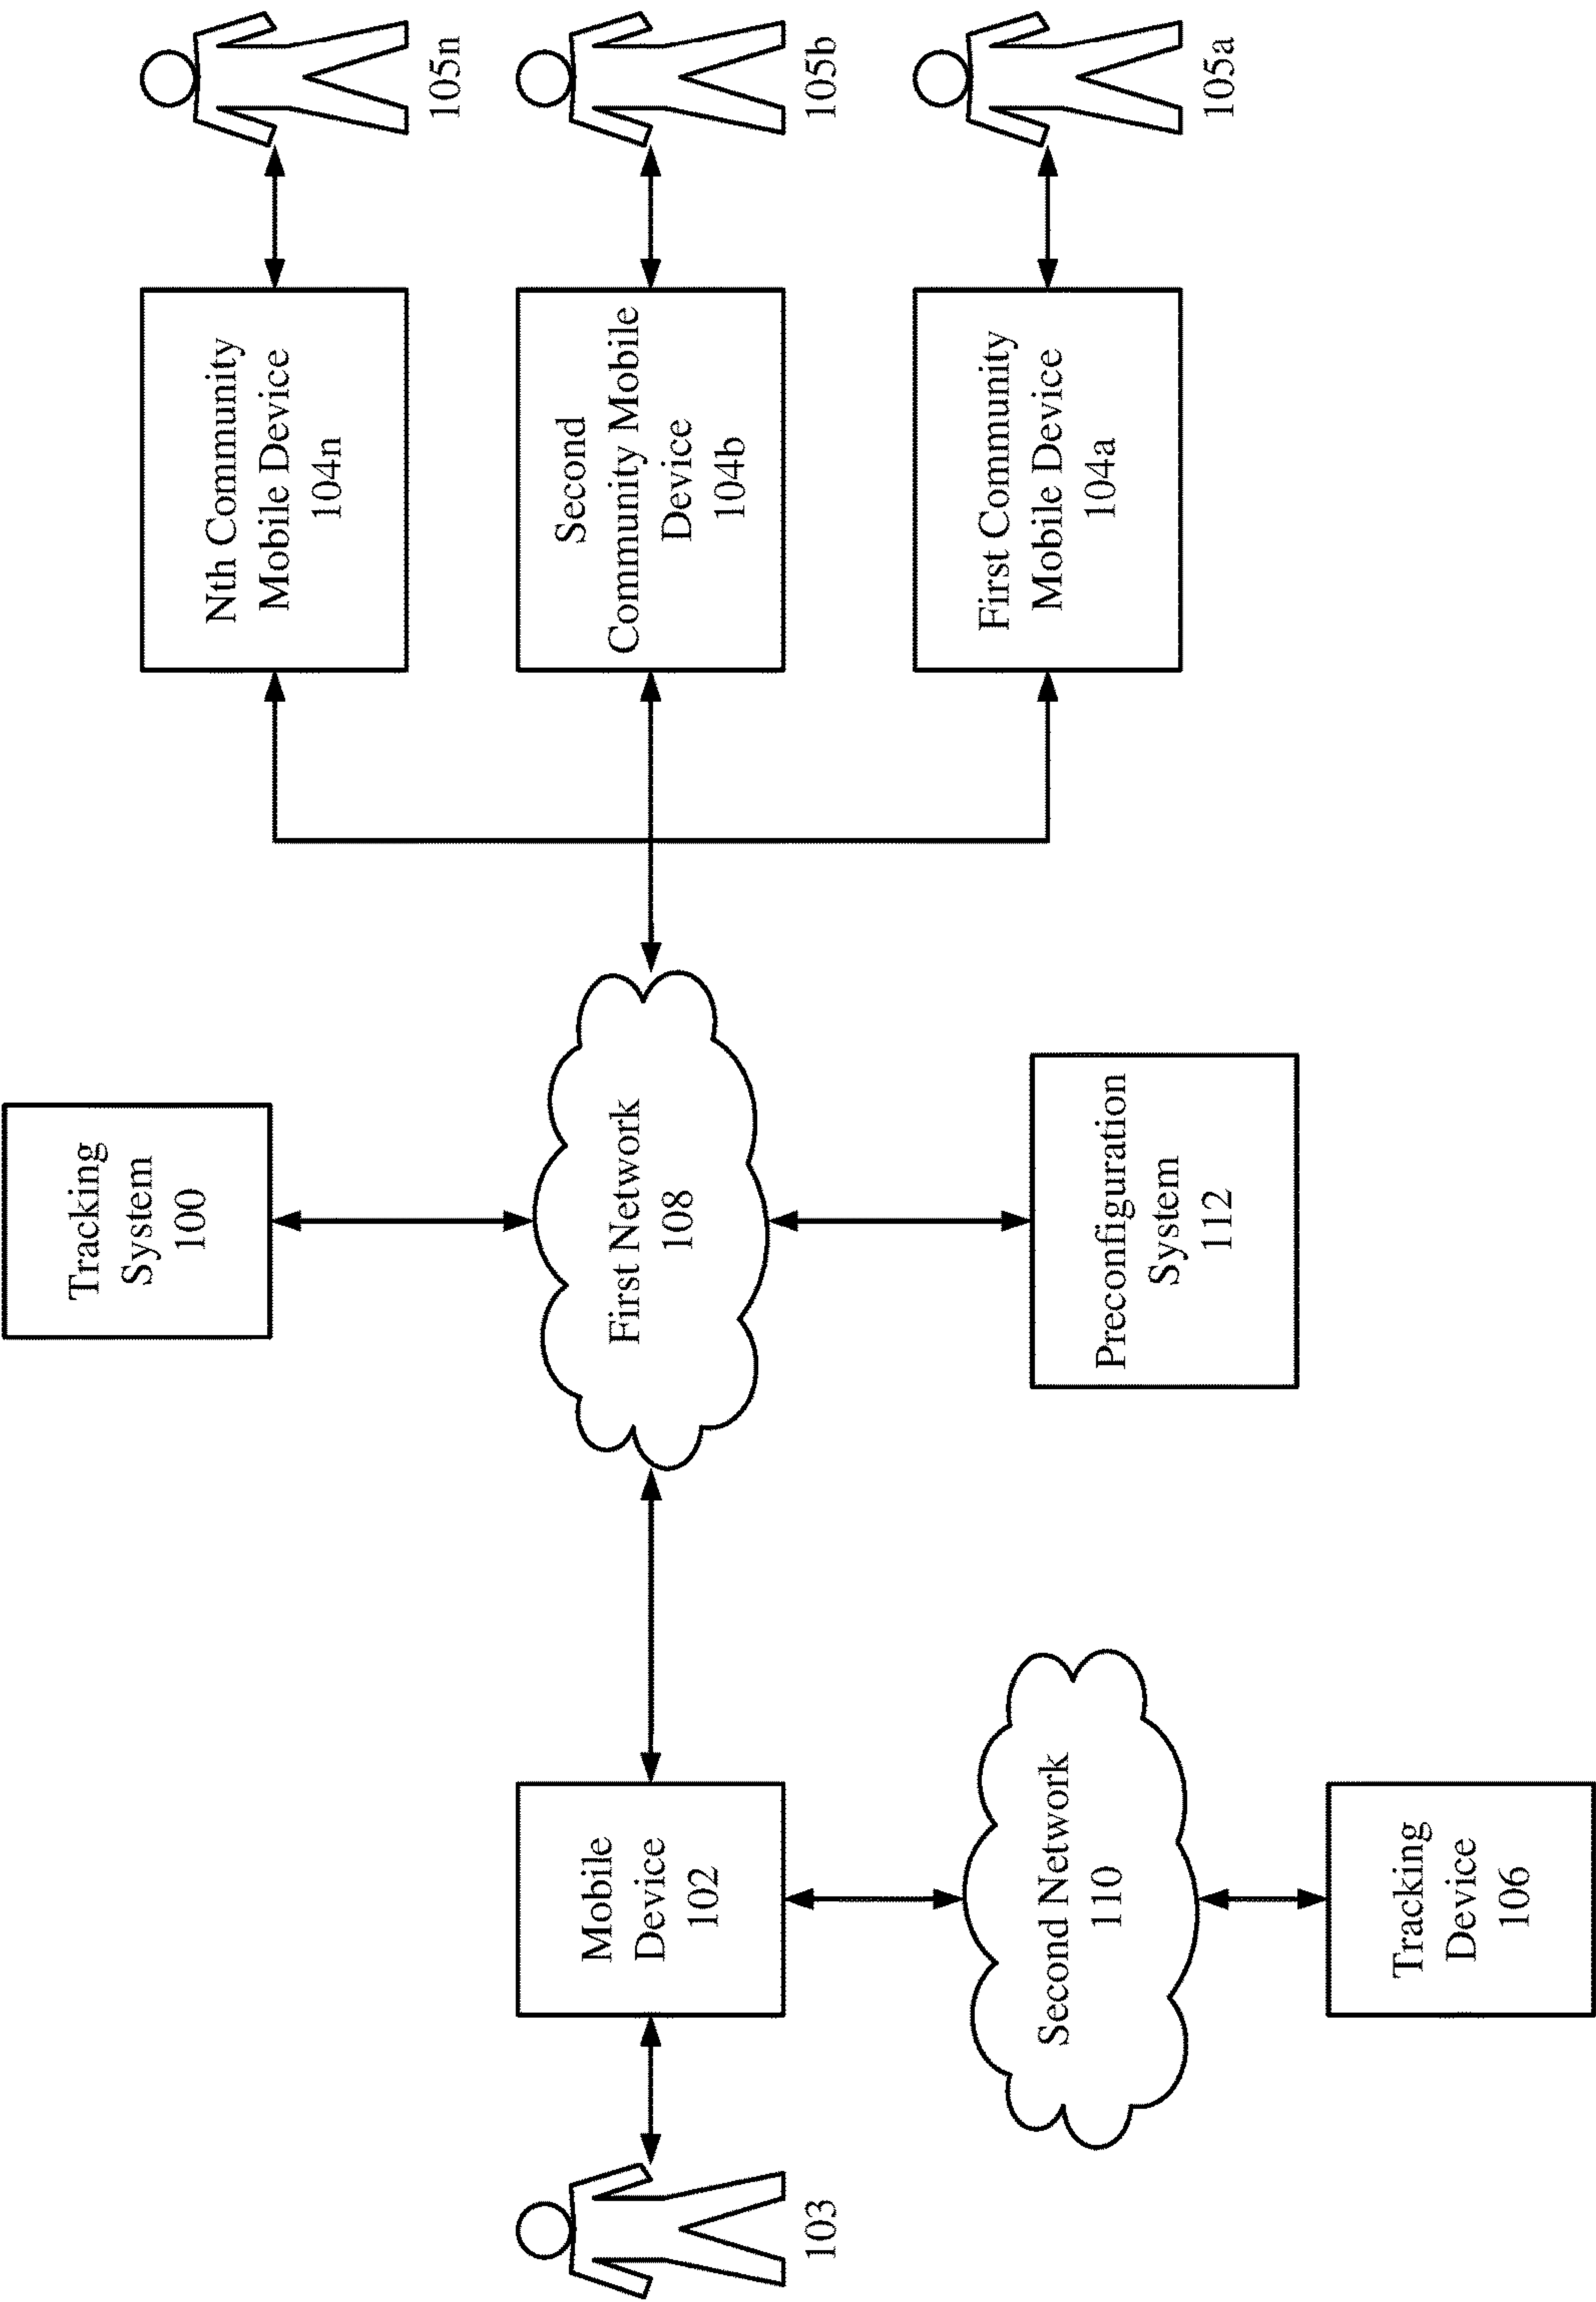 Tracking
System
100
Nth Community
Mobile Device
104n
105n
103
Mobile
Device
102
First Network
108
Second
Community Mobile
Device
104b
105b
Second Network
110
Preconfiguration
System
112
First Community
Mobile Device
104a
105a
Tracking
Device
106